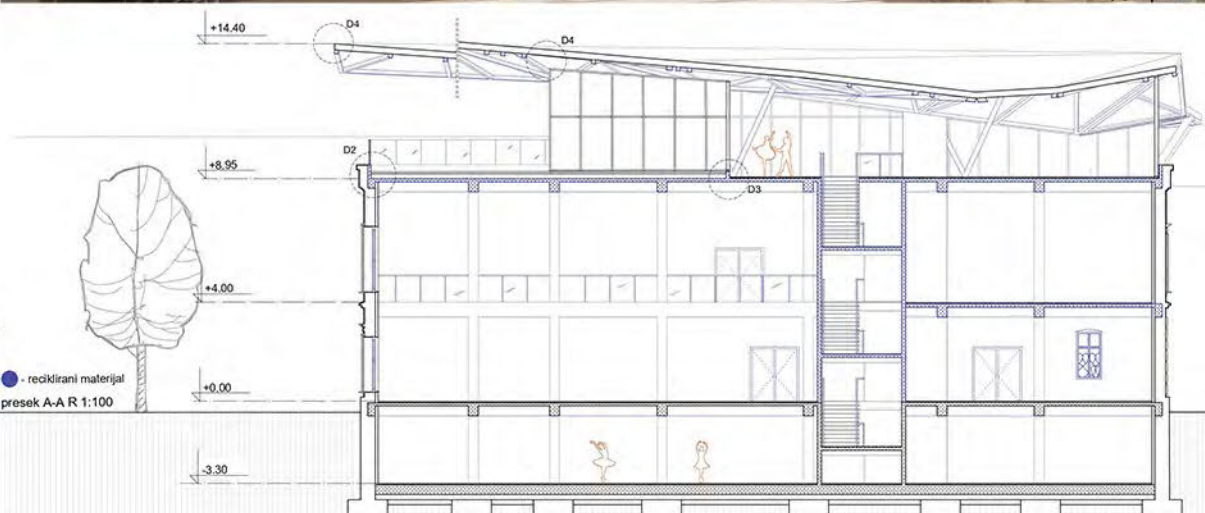 +14.40
D4
D4
D2
+8.95
D3
+4.00
- reciklirani materijal
+0.00
presek A-A R 1:100
-3.30